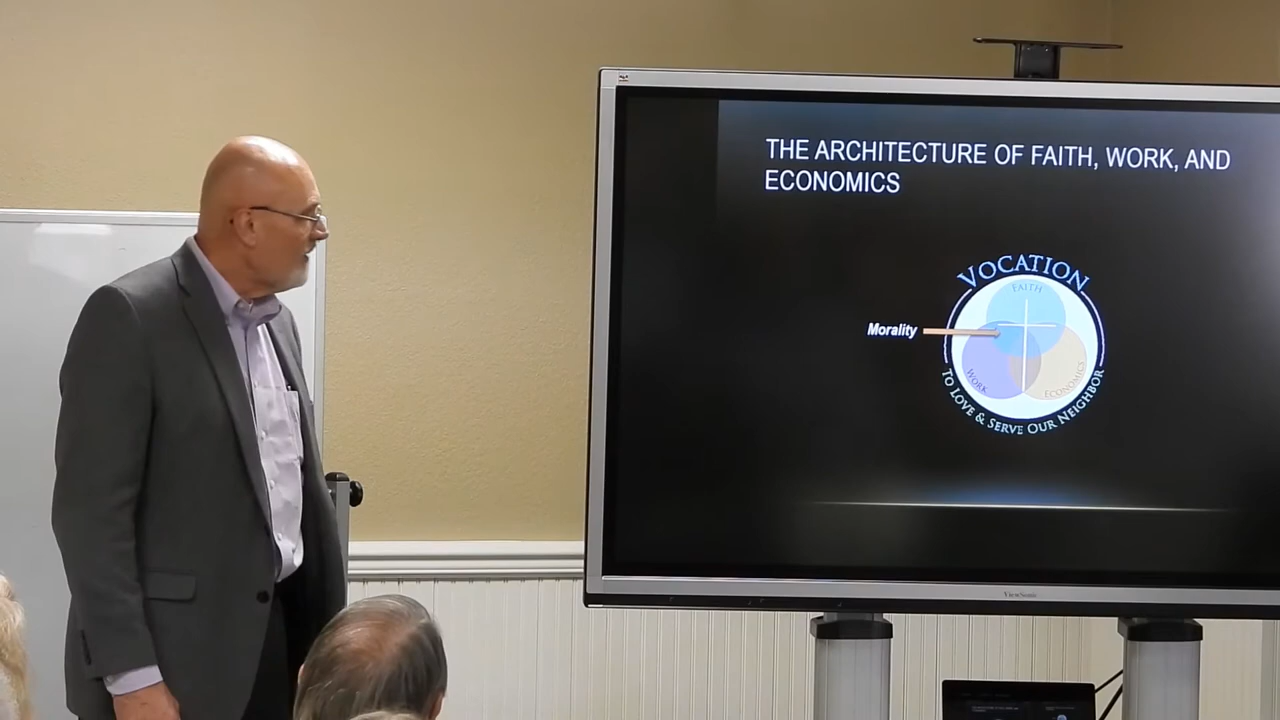 THE ARCHITECTURE OF FAITH, WORK, AND
ECONOMICS
VOCATION
FAITH
Morality
WORK
ECONOMICS
TO LOVE & SERVE OUR NEIGHBOR
ViewSonic